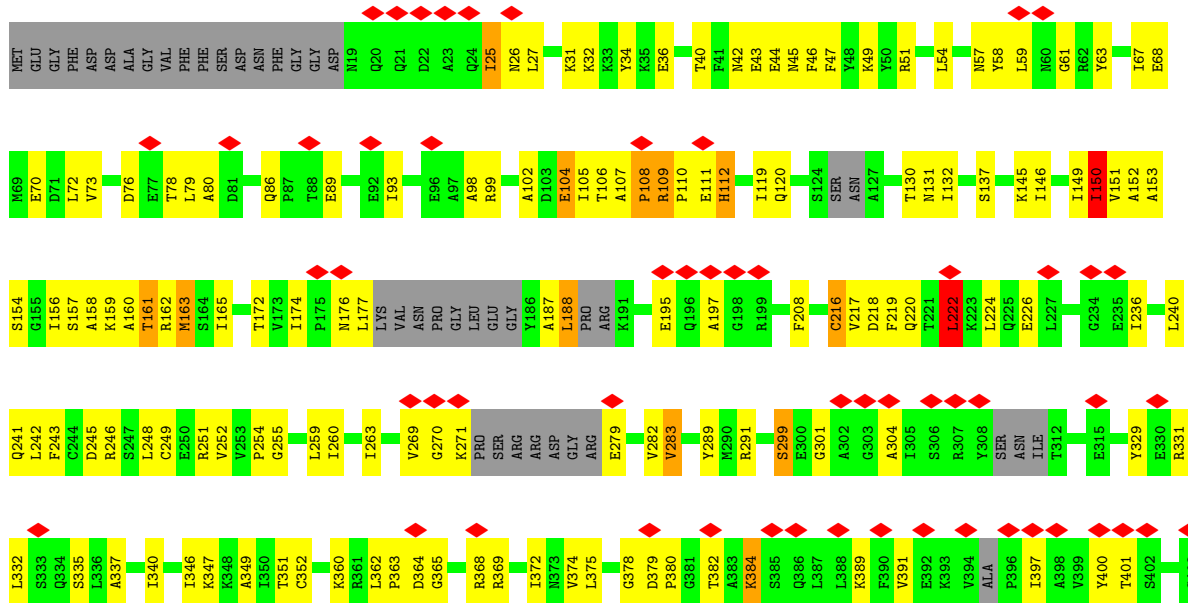 MET GLU GLY PHE ASP ASP ALA GLY VAL PHE PHE SER ASP ASN PHE GLY GLY ASP N19 Q20 Q21 D22 A23 Q24 I25 N26 L27 K31 K32 K33 Y34 K35 E36 T40 F41 N42 E43 E44 N45 F46 F47 Y48 K49 Y50 R51 L54 N57 Y58 L59 N60 G61 R62 Y63 I67 E68
M69 E70 D71 L72 V73 D76 E77 T78 L79 A80 D81 Q86 P87 T88 E89 E92 I93 E96 A97 A98 R99 A102 D103 E104 I105 T106 A107 P108 R109 P110 E111 H112 I119 Q120 S124 SER ASN A127 T130 N131 I132 S137 K145 I146 I149 I150 V151 A152 A153
S154 G155 I156 S157 A158 K159 A160 T161 R162 M163 S164 I165 T172 V173 I174 P175 N176 L177 LYS VAL ASN PRO GLY LEU GLU GLY Y186 A187 L188 PRO ARG K191 E195 Q196 A197 G198 R199 F208 C216 V217 D218 F219 Q220 T221 L222 K223 L224 Q225 E226 L227 G234 E235 I236 L240
Q241 L242 F243 C244 D245 R246 S247 L248 C249 E250 R251 V252 V253 P254 G255 L259 I260 I263 V269 G270 K271 PRO SER ARG ARG ASP GLY ARG E279 V282 V283 Y289 M290 R291 S299 E300 G301 A302 G303 A304 I305 S306 R307 Y308 SER ASN ILE T312 E315 Y329 E330 R331
L332 S333 Q334 S335 L336 A337 I340 I346 K347 K348 A349 I350 T351 C352 K360 R361 L362 P363 D364 G365 R368 R369 I372 N373 V374 L375 G378 D379 P380 G381 T382 A383 K384 S385 Q386 L387 L388 K389 F390 V391 E392 K393 V394 ALA P396 I397 A398 V399 Y400 T401 S402